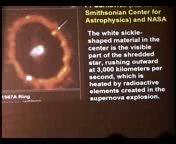 Smithsonian Center for
Astrophysics) and NASA
The white sickle-
shaped material in the
center is the visible
part of the shredded
star, rushing outward
at 3,000 kilometers per
second, which is
heated by radioactive
elements created in the
supernova explosion.
1987A Ring